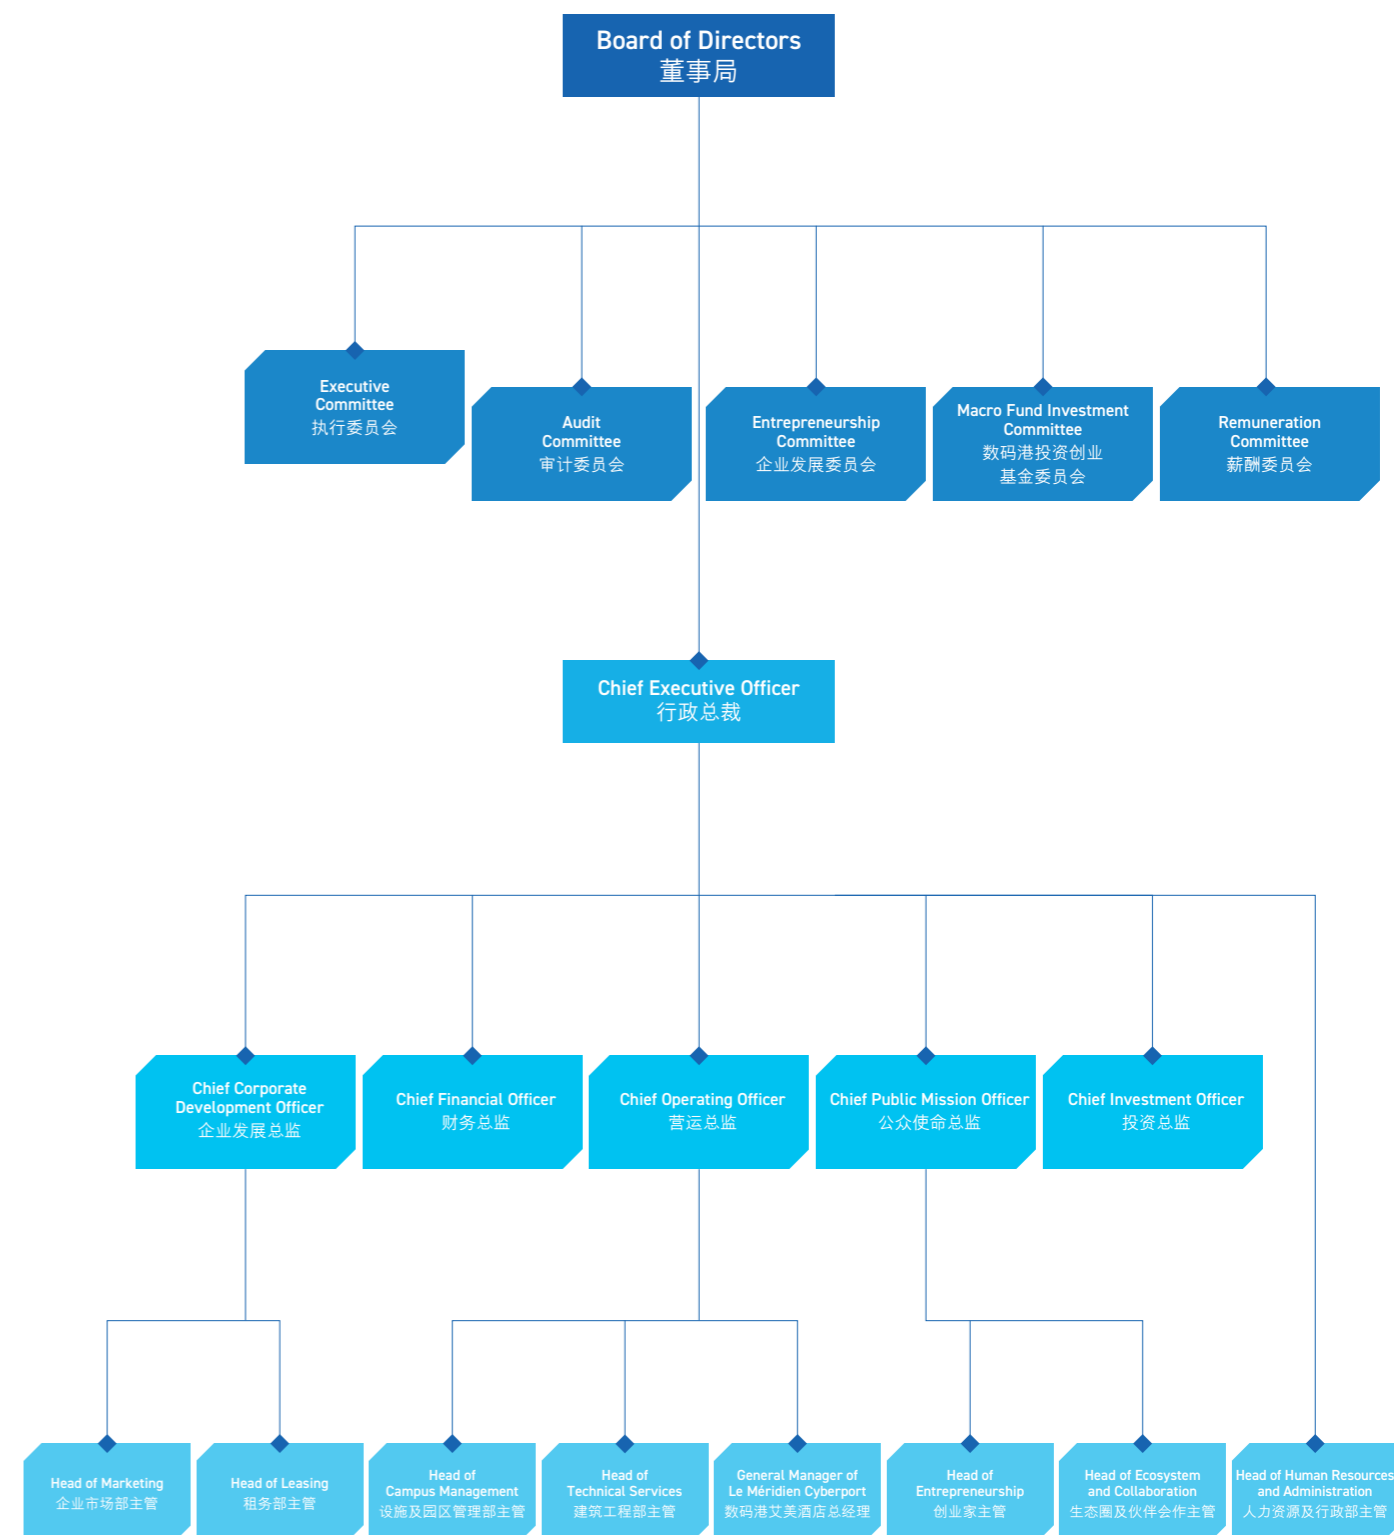 Board of Directors
董事局
Executive
Committee
执行委员会
Audit
Committee
审计委员会
Entrepreneurship
Committee
企业发展委员会
Macro Fund Investment
Committee
数码港投资创业
基金委员会
Remuneration
Committee
薪酬委员会
Chief Executive Officer
行政总裁
Chief Corporate
Development Officer
企业发展总监
Chief Financial Officer
财务总监
Chief Operating Officer
营运总监
Chief Public Mission Officer
公众使命总监
Chief Investment Officer
投资总监
Head of Marketing
企业市场部主管
Head of Leasing
租务部主管
Head of
Campus Management
设施及园区管理部主管
Head of
Technical Services
建筑工程部主管
General Manager of
Le Méridien Cyberport
数码港艾美酒店总经理
Head of
Entrepreneurship
创业家主管
Head of Ecosystem
and Collaboration
生态圈及伙伴会作主管
Head of Human Resources
and Administration
人力资源及行政部主管